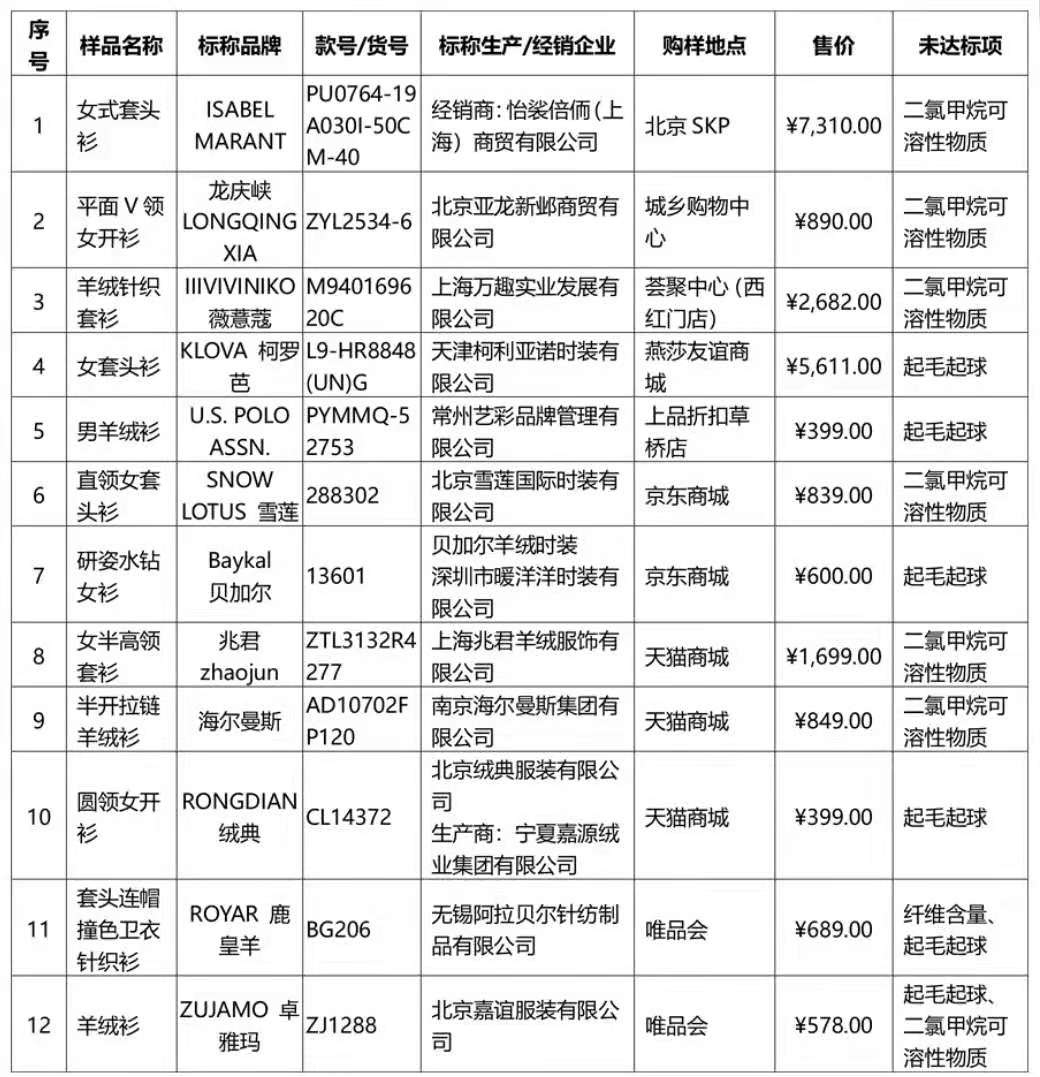 序号 样品名称 标称品牌 款号/货号 标称生产/经销企业 购样地点 售价 未达标项
1 女式套头衫 ISABEL MARANT PU0764-19A030I-50CM-40 经销商：怡裟倍侕（上海）商贸有限公司 北京 SKP ¥7,310.00 二氯甲烷可溶性物质
2 平面 V 领女开衫 龙庆峡 LONGQINGXIA ZYL2534-6 北京亚龙新邺商贸有限公司 城乡购物中心 ¥890.00 二氯甲烷可溶性物质
3 羊绒针织套衫 IIIVIVINIKO 薇薏蔻 M940169620C 上海万趣实业发展有限公司 荟聚中心（西红门店） ¥2,682.00 二氯甲烷可溶性物质
4 女套头衫 KLOVA 柯罗芭 L9-HR8848(UN)G 天津柯利亚诺时装有限公司 燕莎友谊商城 ¥5,611.00 起毛起球
5 男羊绒衫 U.S. POLO ASSN. PYMMQ-52753 常州艺彩品牌管理有限公司 上品折扣草桥店 ¥399.00 起毛起球
6 直领女套头衫 SNOW LOTUS 雪莲 288302 北京雪莲国际时装有限公司 京东商城 ¥839.00 二氯甲烷可溶性物质
7 研姿水钻女衫 Baykal 贝加尔 13601 贝加尔羊绒时装 深圳市暖洋洋时装有限公司 京东商城 ¥600.00 起毛起球
8 女半高领套衫 兆君 zhaojun ZTL3132R4277 上海兆君羊绒服饰有限公司 天猫商城 ¥1,699.00 二氯甲烷可溶性物质
9 半开拉链羊绒衫 海尔曼斯 AD10702FP120 南京海尔曼斯集团有限公司 天猫商城 ¥849.00 二氯甲烷可溶性物质
10 圆领女开衫 RONGDIAN 绒典 CL14372 北京绒典服装有限公司 生产商：宁夏嘉源绒业集团有限公司 天猫商城 ¥399.00 起毛起球
11 套头连帽撞色卫衣针织衫 ROYAR 鹿皇羊 BG206 无锡阿拉贝尔针纺制品有限公司 唯品会 ¥689.00 纤维含量、起毛起球
12 羊绒衫 ZUJAMO 卓雅玛 ZJ1288 北京嘉谊服装有限公司 唯品会 ¥578.00 起毛起球、二氯甲烷可溶性物质